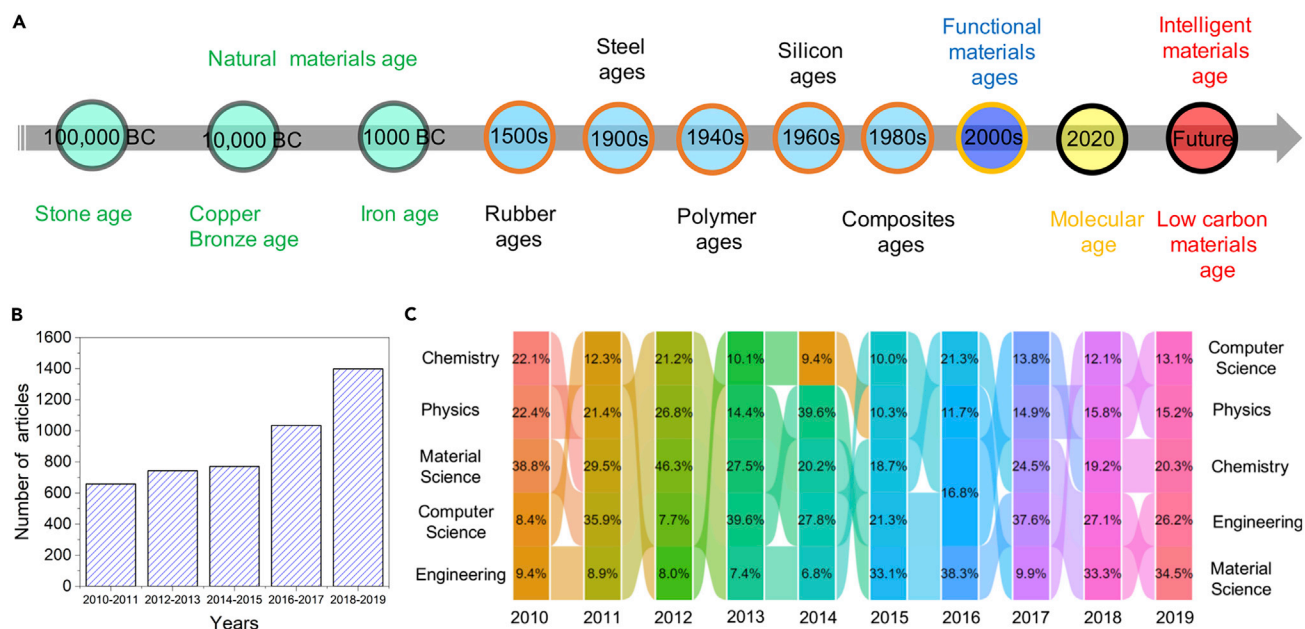 A
Natural materials age
Steel
ages
Silicon
ages
Functional
materials
ages
Intelligent
materials
age
100,000 BC
10,000 BC
1000 BC
1500s
1900s
1940s
1960s
1980s
2000s
2020
Future
Stone age
Copper
Bronze age
Iron age
Rubber
ages
Polymer
ages
Composites
ages
Molecular
age
Low carbon
materials
age
B
Number of articles
1600
1400
1200
1000
800
600
400
200
0
2010-2011
2012-2013
2014-2015
2016-2017
2018-2019
Years
C
Chemistry
22.1%
12.3%
21.2%
10.1%
9.4%
10.0%
21.3%
13.8%
12.1%
13.1%
Computer
Science
Physics
22.4%
21.4%
26.8%
14.4%
39.6%
10.3%
11.7%
14.9%
15.8%
15.2%
Physics
Material
Science
38.8%
29.5%
46.3%
27.5%
20.2%
18.7%
16.8%
24.5%
19.2%
20.3%
Chemistry
Computer
Science
8.4%
35.9%
7.7%
39.6%
27.8%
21.3%
37.6%
27.1%
26.2%
Engineering
Engineering
9.4%
8.9%
8.0%
7.4%
6.8%
33.1%
38.3%
9.9%
33.3%
34.5%
Material
Science
2010
2011
2012
2013
2014
2015
2016
2017
2018
2019